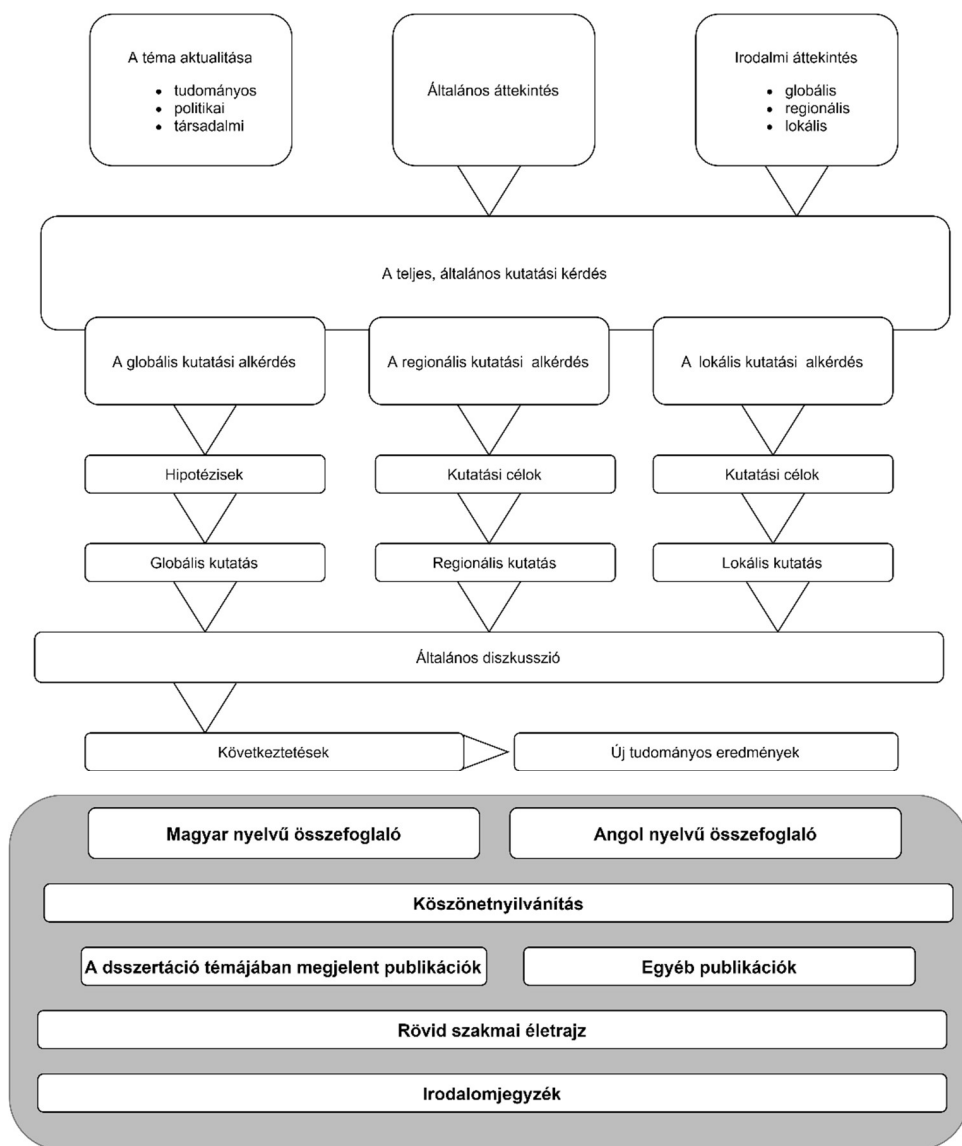 A téma aktualitása
• tudományos
• politikai
• társadalmi
Általános áttekintés
Irodalmi áttekintés
• globális
• regionális
• lokális
A teljes, általános kutatási kérdés
A globális kutatási alkérdés
A regionális kutatási alkérdés
A lokális kutatási alkérdés
Hipotézisek
Kutatási célok
Kutatási célok
Globális kutatás
Regionális kutatás
Lokális kutatás
Általános diszkusszió
Következtetések
Új tudományos eredmények
Magyar nyelvű összefoglaló
Angol nyelvű összefoglaló
Köszönetnyilvánítás
A dsszertáció témájában megjelent publikációk
Egyéb publikációk
Rövid szakmai életrajz
Irodalomjegyzék